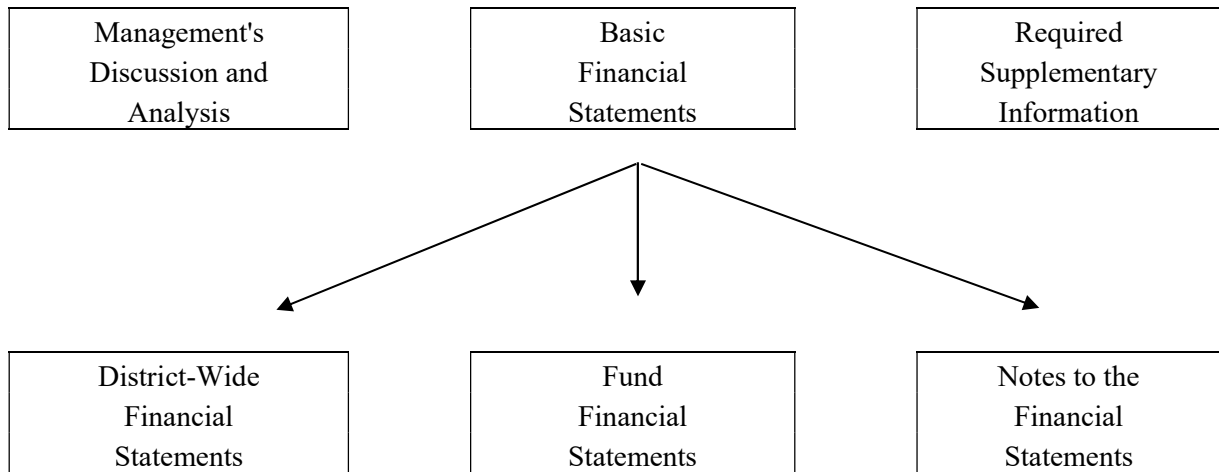 Management's
Discussion and
Analysis
Basic
Financial
Statements
Required
Supplementary
Information
District-Wide
Financial
Statements
Fund
Financial
Statements
Notes to the
Financial
Statements